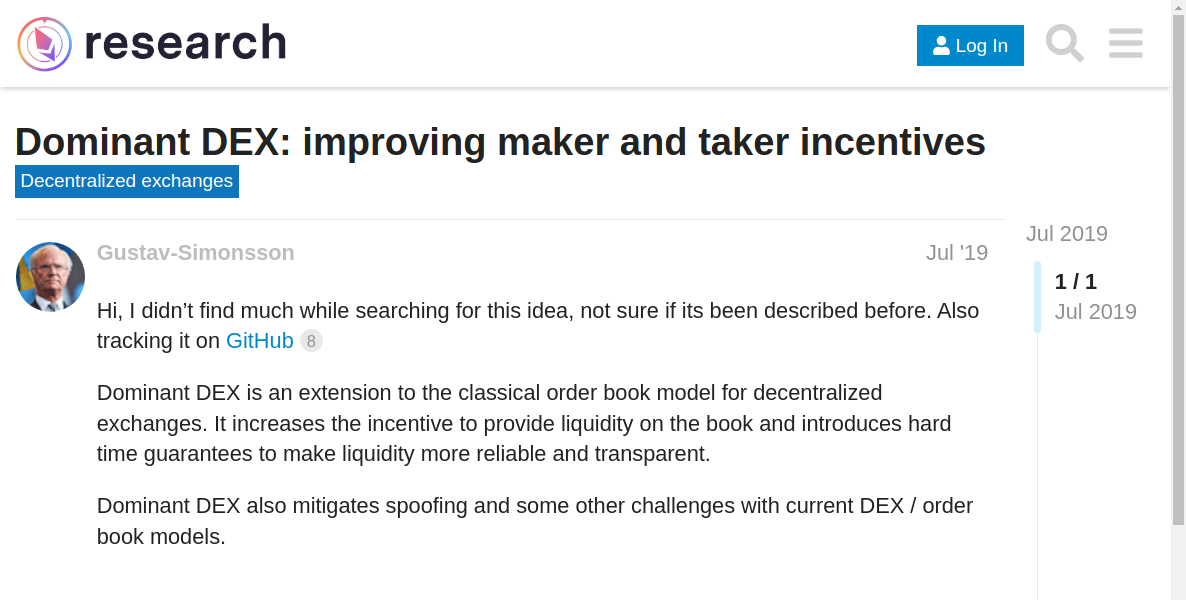 research
Log In
Dominant DEX: improving maker and taker incentives
Decentralized exchanges
Jul 2019
Gustav-Simonsson
Jul '19
1 / 1
Jul 2019
Hi, I didn’t find much while searching for this idea, not sure if its been described before. Also
tracking it on GitHub 8
Dominant DEX is an extension to the classical order book model for decentralized
exchanges. It increases the incentive to provide liquidity on the book and introduces hard
time guarantees to make liquidity more reliable and transparent.
Dominant DEX also mitigates spoofing and some other challenges with current DEX / order
book models.